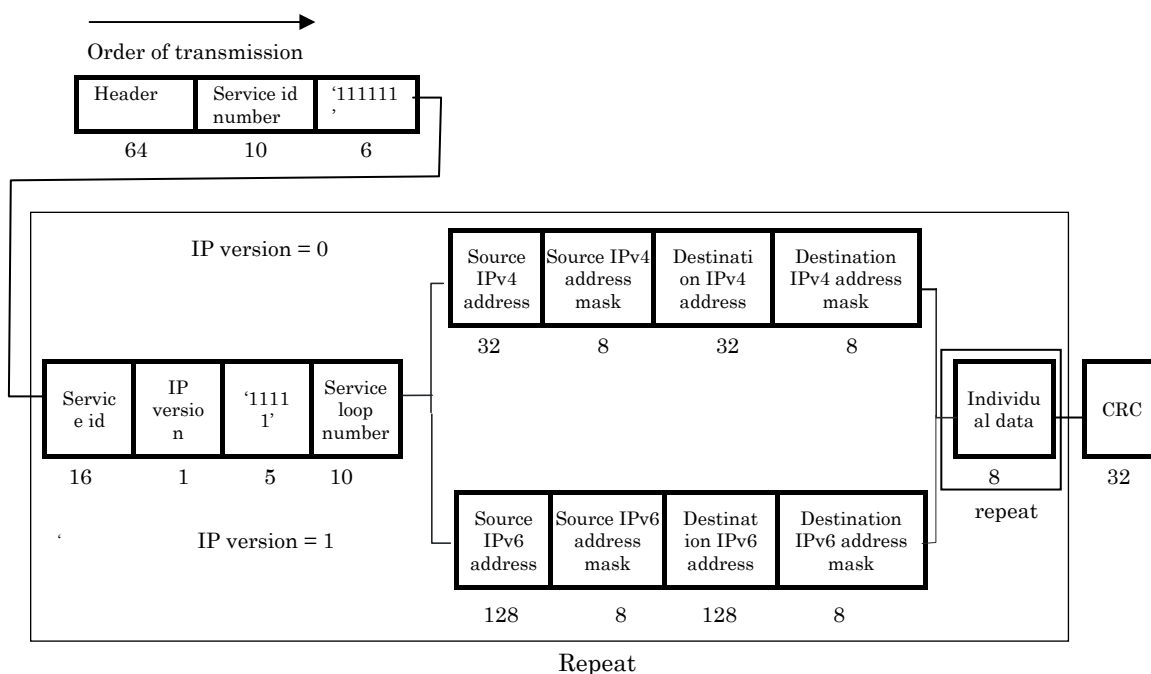 Order of transmission
Header
Service id
number
‘111111
’
64
10
6
IP version = 0
Source
IPv4
address
Source IPv4
address
mask
Destinati
on IPv4
address
Destination
IPv4 address
mask
32
8
32
8
Servic
e id
IP
versio
n
‘1111
1’
Service
loop
number
16
1
5
10
Individu
al data
8
repeat
CRC
32
‘
IP version = 1
Source
IPv6
address
Source IPv6
address
mask
Destinat
ion IPv6
address
Destination
IPv6 address
mask
128
8
128
8
Repeat